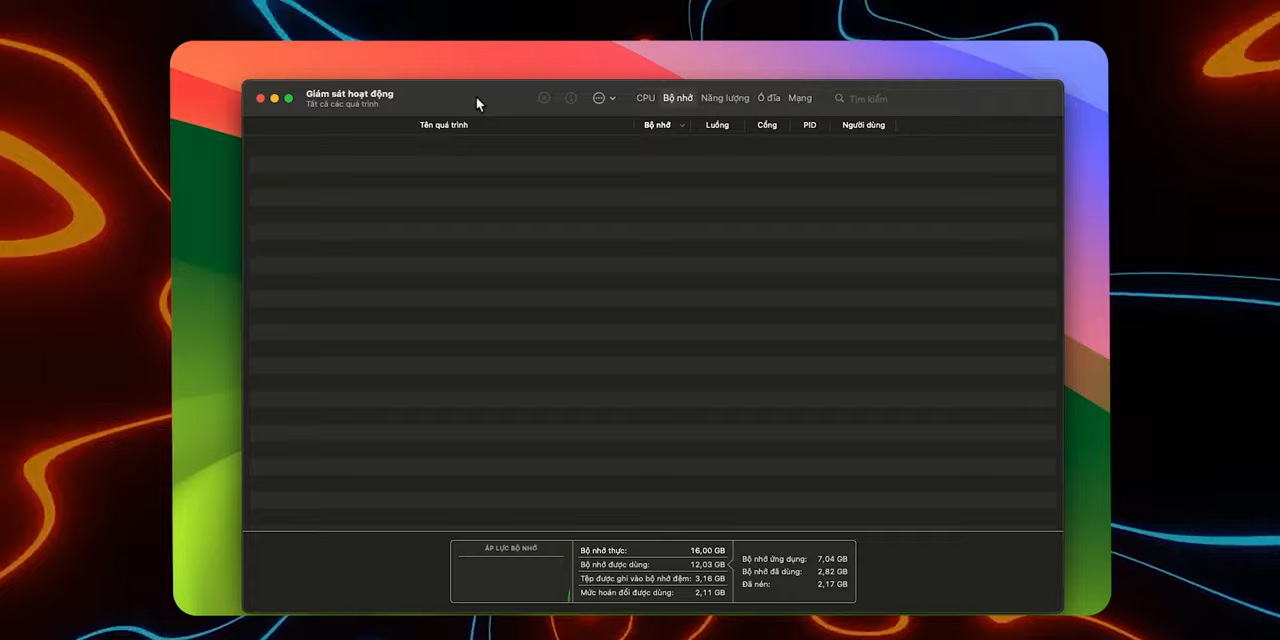 Giám sát hoạt động
Tất cả các quá trình
CPU Bộ nhớ Năng lượng Ổ đĩa Mạng Tìm kiếm
Tên quá trình Bộ nhớ Luồng Cổng PID Người dùng
ÁP LỰC BỘ NHỚ
Bộ nhớ thực: 16,00 GB
Bộ nhớ được dùng: 12,03 GB
Tệp được ghi vào bộ nhớ đệm: 3,16 GB
Mức hoán đổi được dùng: 2,11 GB
Bộ nhớ ứng dụng: 7,04 GB
Bộ nhớ đã dùng: 2,82 GB
Đã nén: 2,17 GB